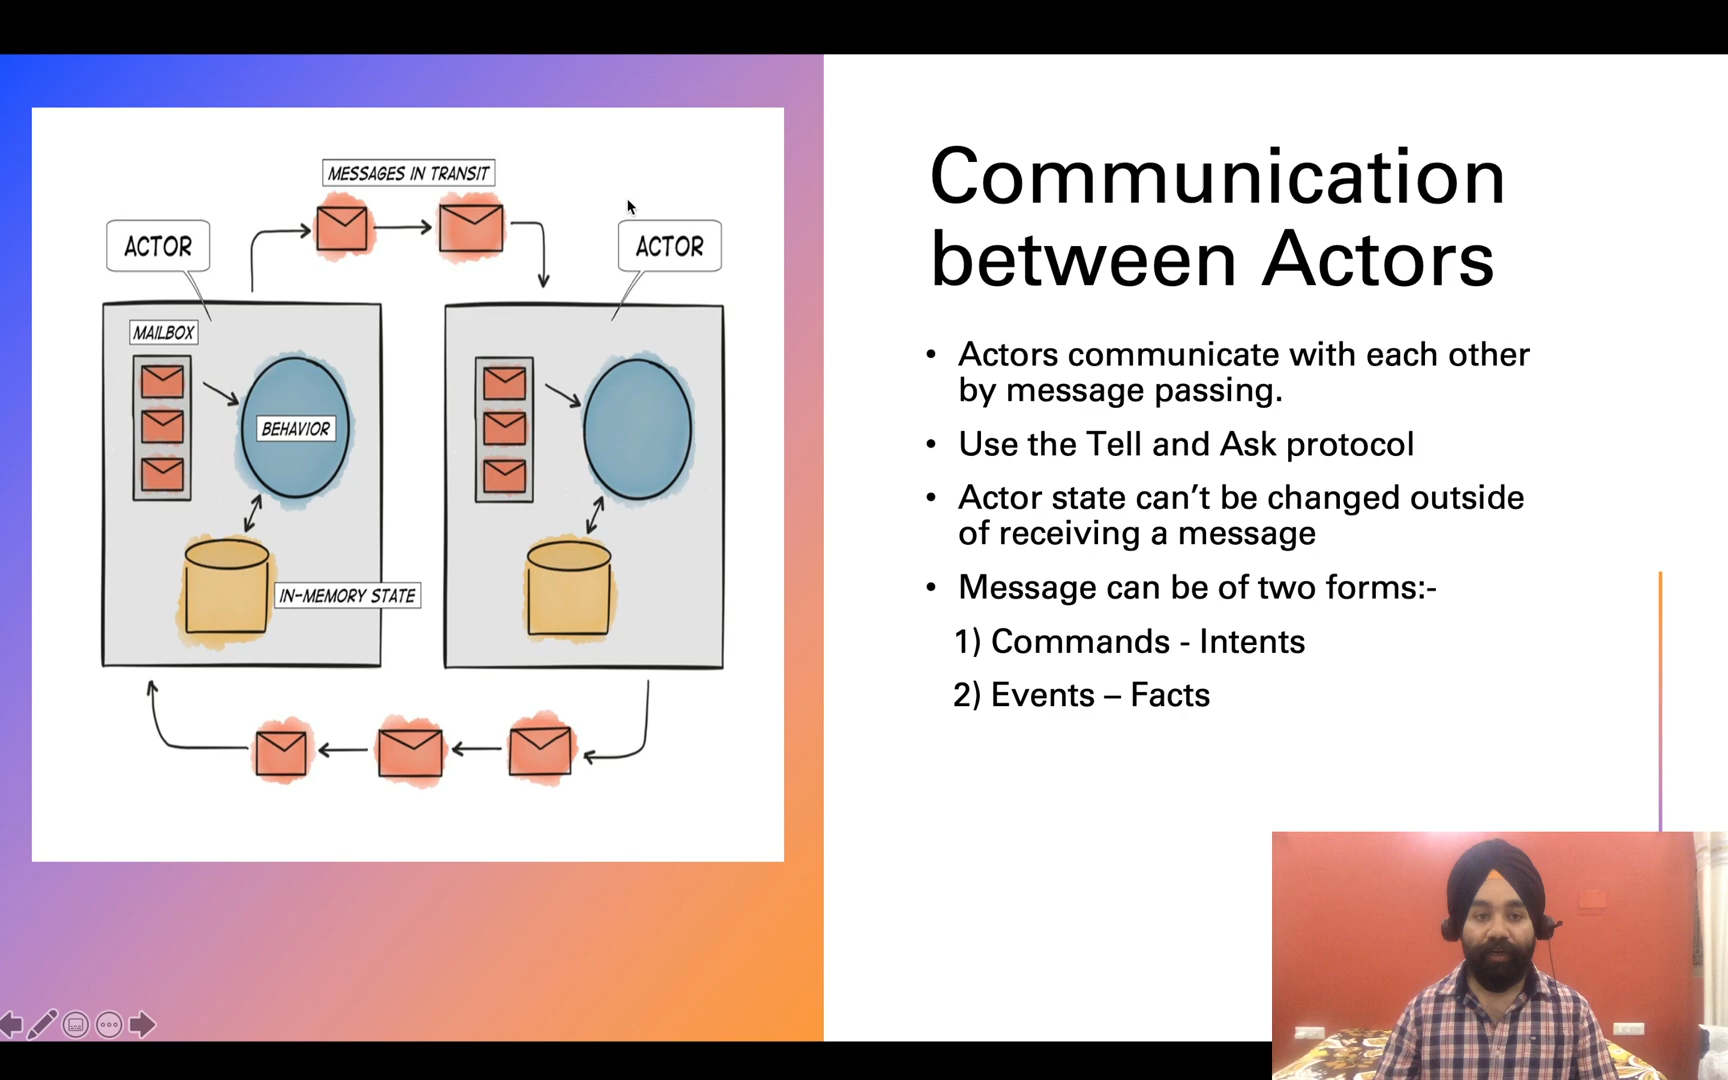 MESSAGES IN TRANSIT
ACTOR
ACTOR
MAILBOX
BEHAVIOR
IN-MEMORY STATE
Communication
between Actors
• Actors communicate with each other
by message passing.
• Use the Tell and Ask protocol
• Actor state can’t be changed outside
of receiving a message
• Message can be of two forms:-
1) Commands - Intents
2) Events – Facts